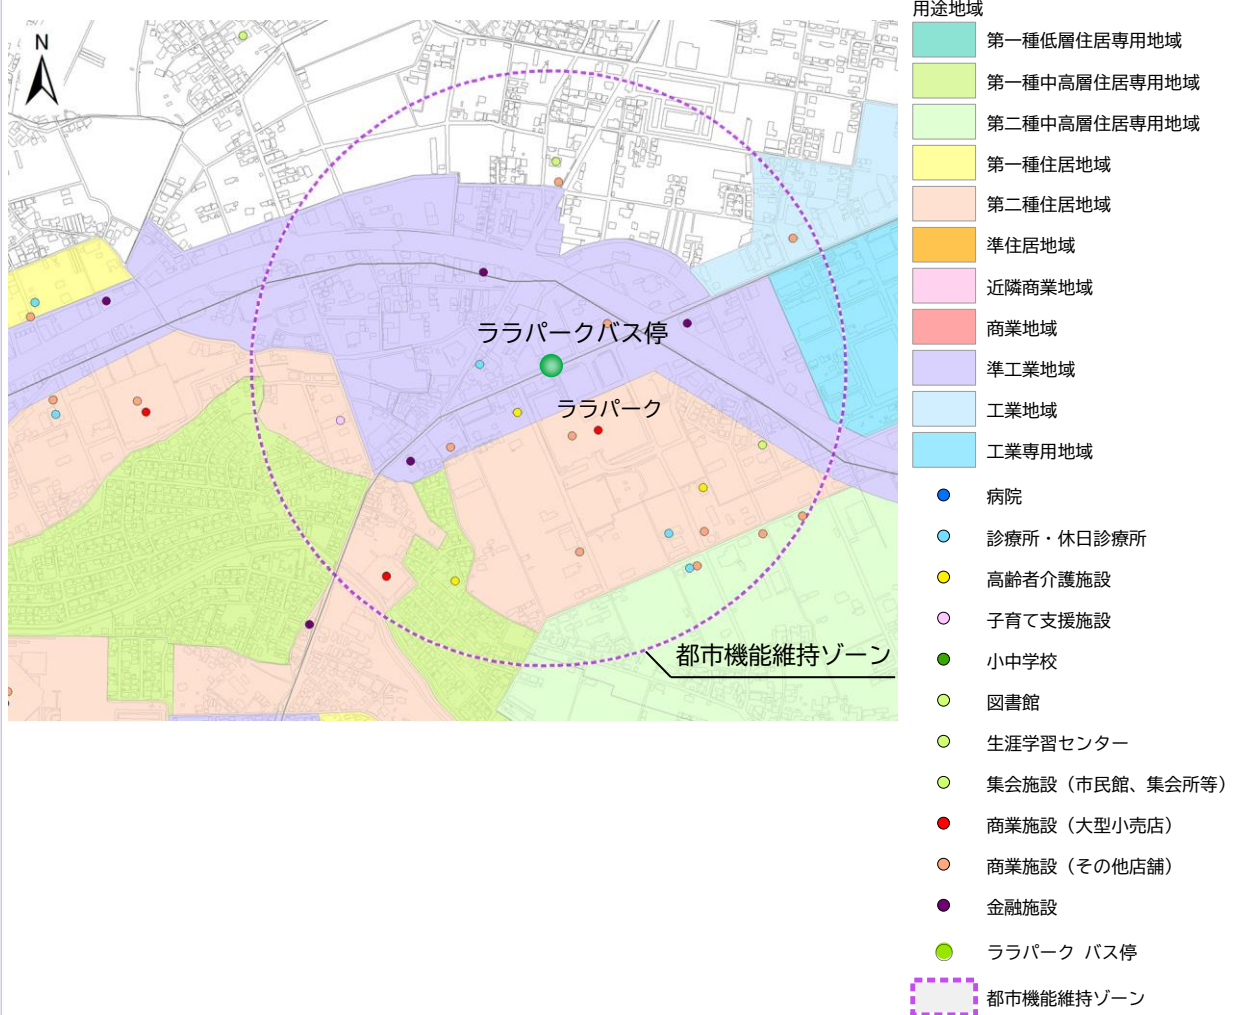 N
ララパークバス停
ララパーク
都市機能維持ゾーン
用途地域
第一種低層住居専用地域
第一種中高層住居専用地域
第二種中高層住居専用地域
第一種住居地域
第二種住居地域
準住居地域
近隣商業地域
商業地域
準工業地域
工業地域
工業専用地域
病院
診療所・休日診療所
高齢者介護施設
子育て支援施設
小中学校
図書館
生涯学習センター
集会施設（市民館、集会所等）
商業施設（大型小売店）
商業施設（その他店舗）
金融施設
ララパーク バス停
都市機能維持ゾーン